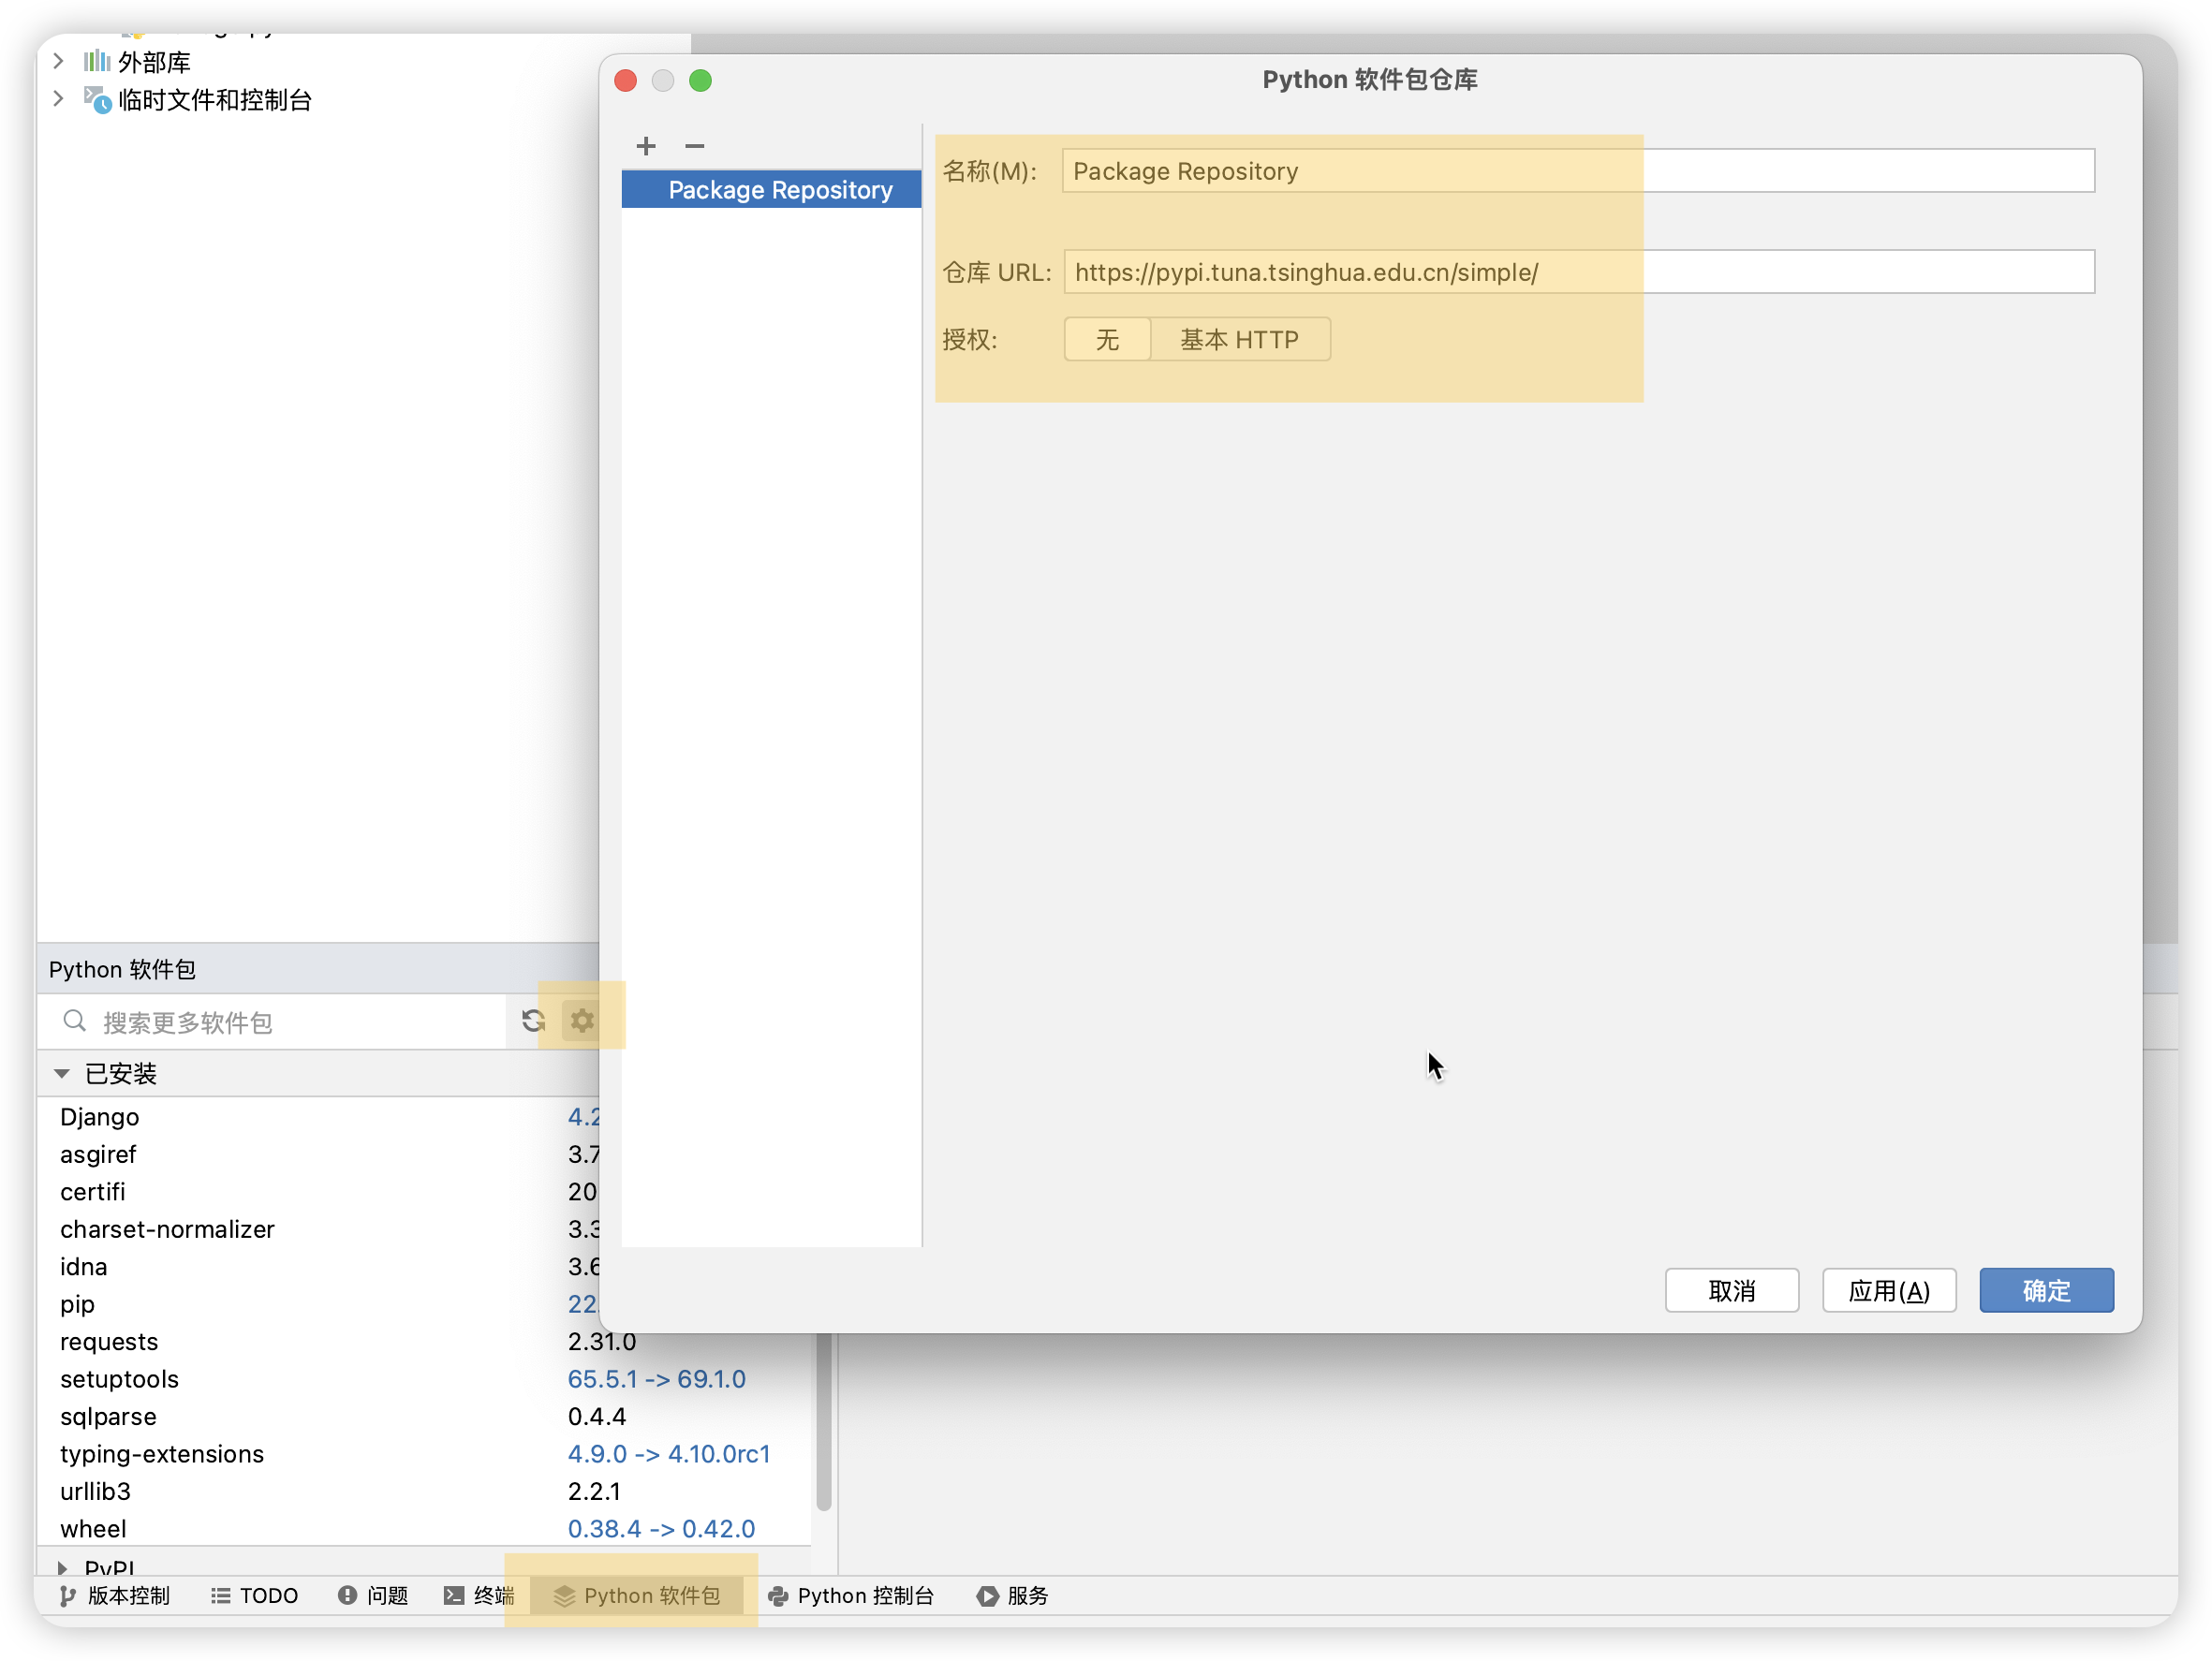 外部库
临时文件和控制台
Python 软件包仓库
Package Repository
名称(M): Package Repository
仓库 URL: https://pypi.tuna.tsinghua.edu.cn/simple/
授权: 无 基本 HTTP
取消 应用(A) 确定
Python 软件包
搜索更多软件包
已安装
Django 4.2
asgiref 3.7
certifi 20
charset-normalizer 3.3
idna 3.6
pip 22.
requests 2.31.0
setuptools 65.5.1 -> 69.1.0
sqlparse 0.4.4
typing-extensions 4.9.0 -> 4.10.0rc1
urllib3 2.2.1
wheel 0.38.4 -> 0.42.0
PyPI
版本控制 TODO 问题 终端 Python 软件包 Python 控制台 服务